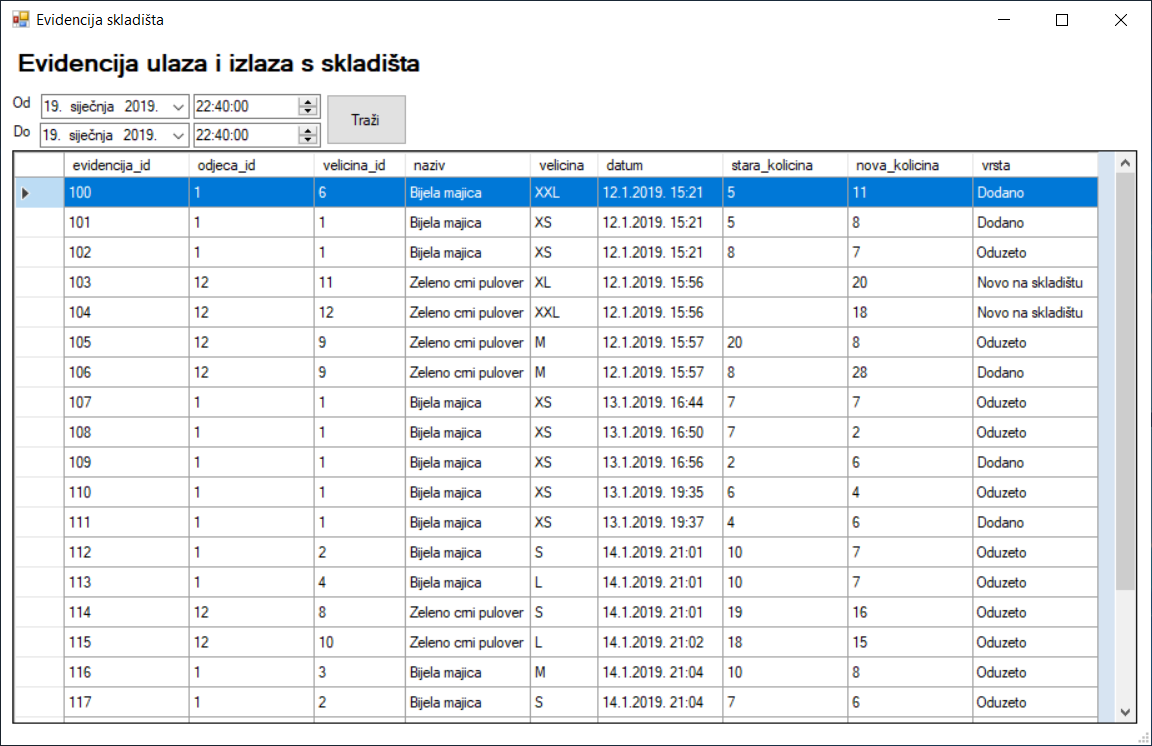 Evidencija skladišta
Evidencija ulaza i izlaza s skladišta
Od 19. siječnja 2019. 22:40:00
Do 19. siječnja 2019. 22:40:00
Traži
evidencija_id odjeca_id velicina_id naziv velicina datum stara_kolicina nova_kolicina vrsta
100 1 6 Bijela majica XXL 12.1.2019. 15:21 5 11 Dodano
101 1 1 Bijela majica XS 12.1.2019. 15:21 5 8 Dodano
102 1 1 Bijela majica XS 12.1.2019. 15:21 8 7 Oduzeto
103 12 11 Zeleno crni pulover XL 12.1.2019. 15:56 20 Novo na skladištu
104 12 12 Zeleno crni pulover XXL 12.1.2019. 15:56 18 Novo na skladištu
105 12 9 Zeleno crni pulover M 12.1.2019. 15:57 20 8 Oduzeto
106 12 9 Zeleno crni pulover M 12.1.2019. 15:57 8 28 Dodano
107 1 1 Bijela majica XS 13.1.2019. 16:44 7 7 Oduzeto
108 1 1 Bijela majica XS 13.1.2019. 16:50 7 2 Oduzeto
109 1 1 Bijela majica XS 13.1.2019. 16:56 2 6 Dodano
110 1 1 Bijela majica XS 13.1.2019. 19:35 6 4 Oduzeto
111 1 1 Bijela majica XS 13.1.2019. 19:37 4 6 Dodano
112 1 2 Bijela majica S 14.1.2019. 21:01 10 7 Oduzeto
113 1 4 Bijela majica L 14.1.2019. 21:01 10 7 Oduzeto
114 12 8 Zeleno crni pulover S 14.1.2019. 21:01 19 16 Oduzeto
115 12 10 Zeleno crni pulover L 14.1.2019. 21:02 18 15 Oduzeto
116 1 3 Bijela majica M 14.1.2019. 21:04 10 8 Oduzeto
117 1 2 Bijela majica S 14.1.2019. 21:04 7 6 Oduzeto